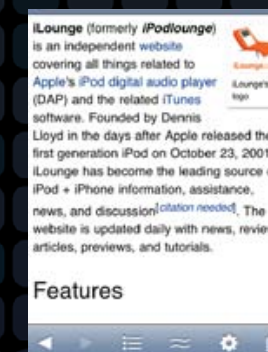 iLounge (formerly iPodlounge)
is an independent website
covering all things related to
Apple's iPod digital audio player
(DAP) and the related iTunes
software. Founded by Dennis
Lloyd in the days after Apple released the
first generation iPod on October 23, 2001
iLounge has become the leading source
iPod + iPhone information, assistance,
news, and discussion[citation needed]. The
website is updated daily with news,
articles, previews, and tutorials.
iLounge's
logo
Features